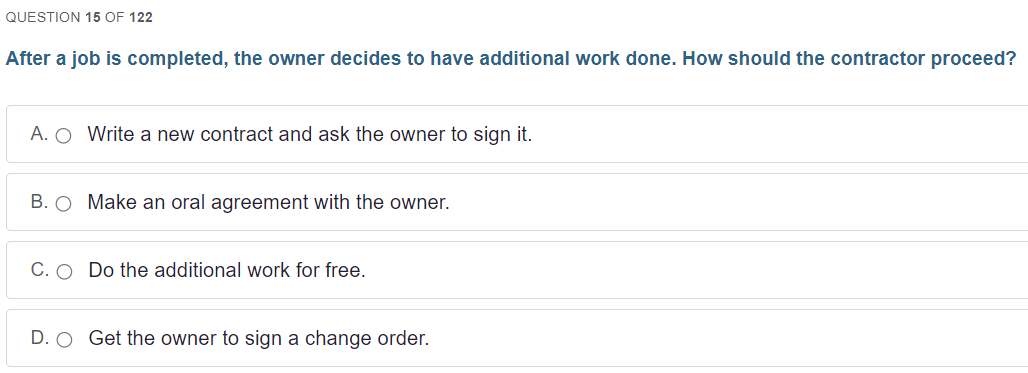 QUESTION 15 OF 122
After a job is completed, the owner decides to have additional work done. How should the contractor proceed?
A. Write a new contract and ask the owner to sign it.
B. Make an oral agreement with the owner.
C. Do the additional work for free.
D. Get the owner to sign a change order.